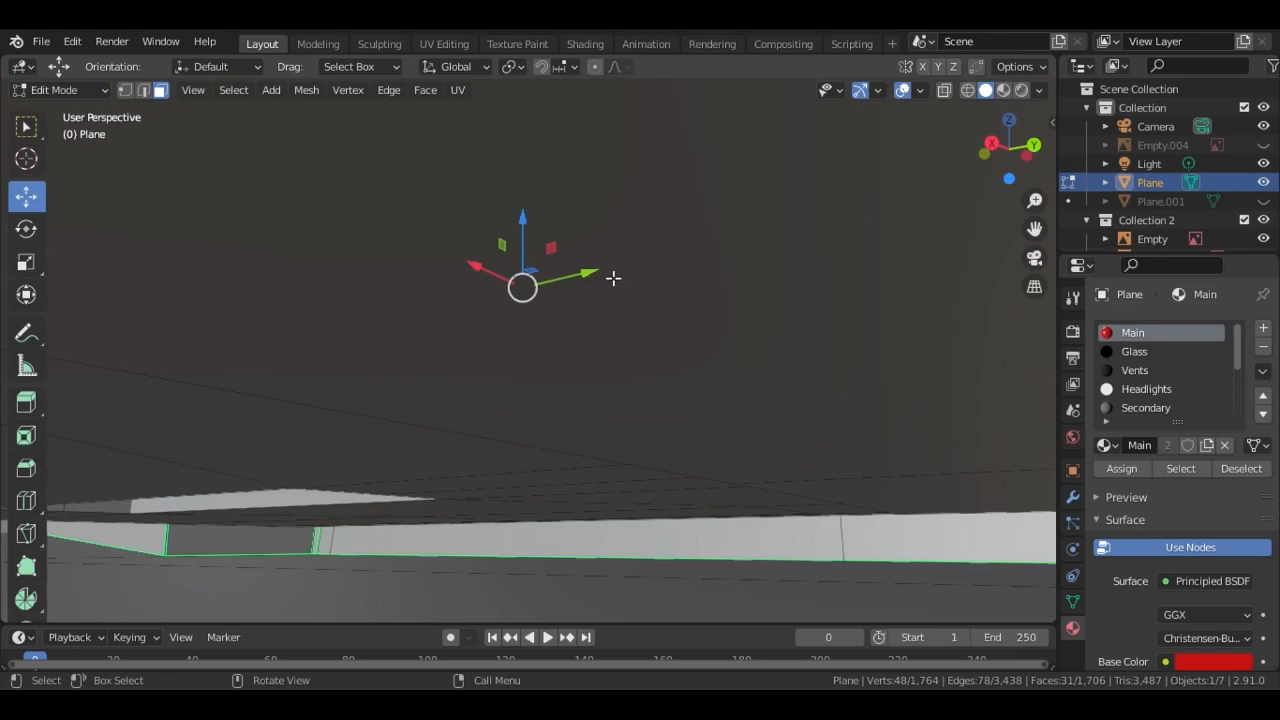 File Edit Render Window Help Layout Modeling Sculpting UV Editing Texture Paint Shading Animation Rendering Compositing Scripting Scene View Layer
Orientation: Default Drag: Select Box Global X Y Z Options
Edit Mode View Select Add Mesh Vertex Edge Face UV
User Perspective
(0) Plane
Z
X Y
Scene Collection
Collection
Camera
Empty.004
Light
Plane
Plane.001
Collection 2
Empty
Plane Main
Main
Glass
Vents
Headlights
Secondary
Main 2
Assign Select Deselect
Preview
Surface
Use Nodes
Surface Principled BSDF
GGX
Christensen-Bu...
Base Color
Playback Keying View Marker 0 Start 1 End 250
0 20 80 100
Select Box Select Rotate View Call Menu Plane | Verts:48/1,764 | Edges:78/3,438 | Faces:31/1,706 | Tris:3,487 | Objects:1/7 | 2.91.0